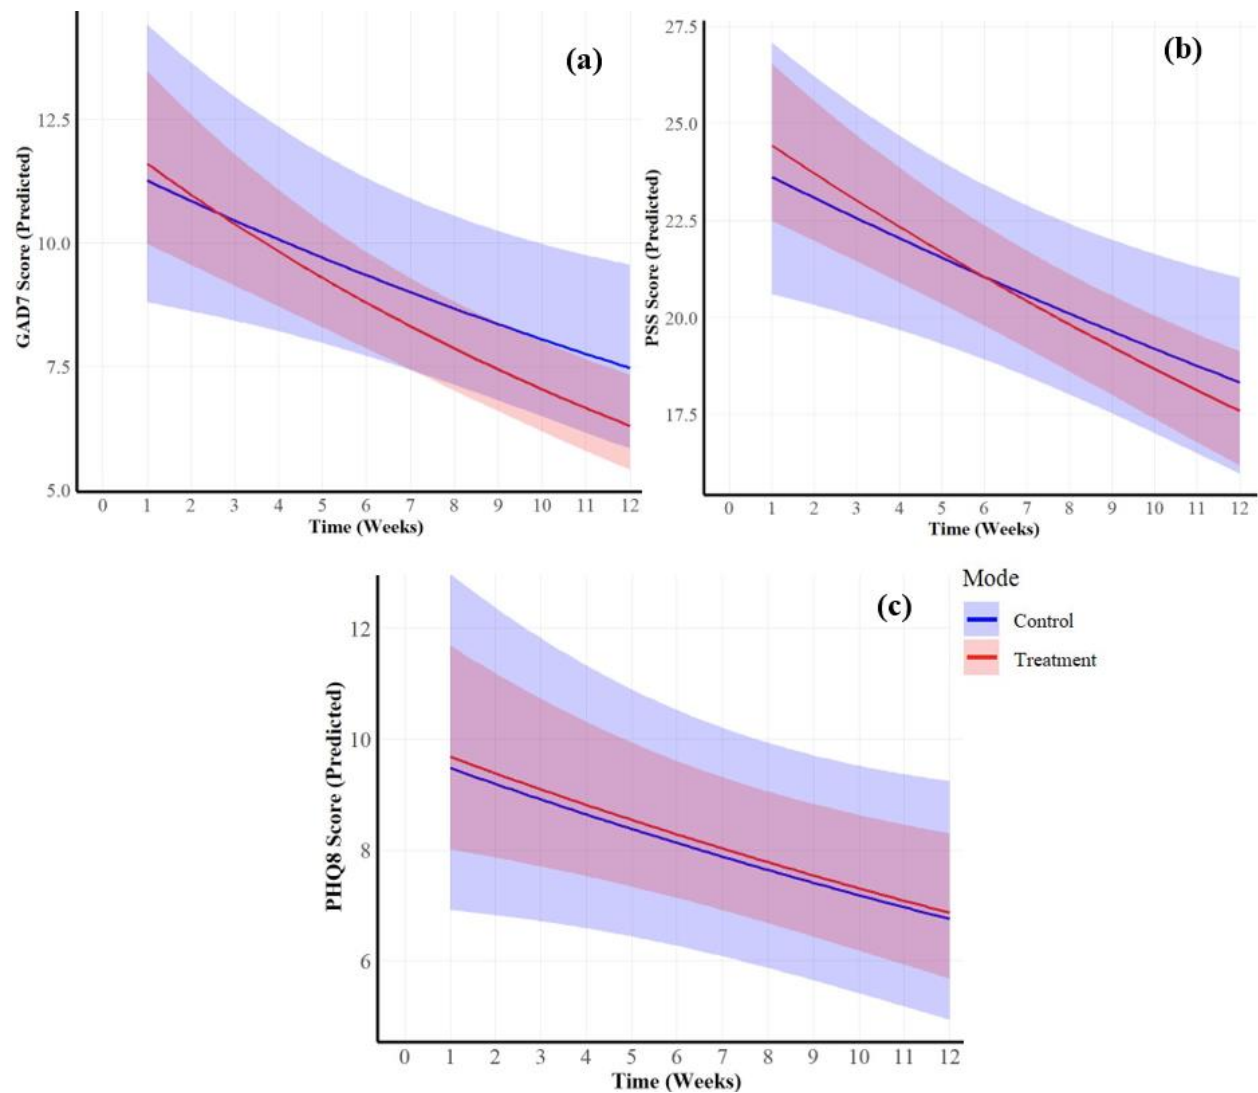 (a)
GAD7 Score (Predicted)
12.5
10.0
7.5
5.0
0 1 2 3 4 5 6 7 8 9 10 11 12
Time (Weeks)
(b)
PSS Score (Predicted)
27.5
25.0
22.5
20.0
17.5
0 1 2 3 4 5 6 7 8 9 10 11 12
Time (Weeks)
(c)
PHQ8 Score (Predicted)
12
10
8
6
0 1 2 3 4 5 6 7 8 9 10 11 12
Time (Weeks)
Mode
Control
Treatment